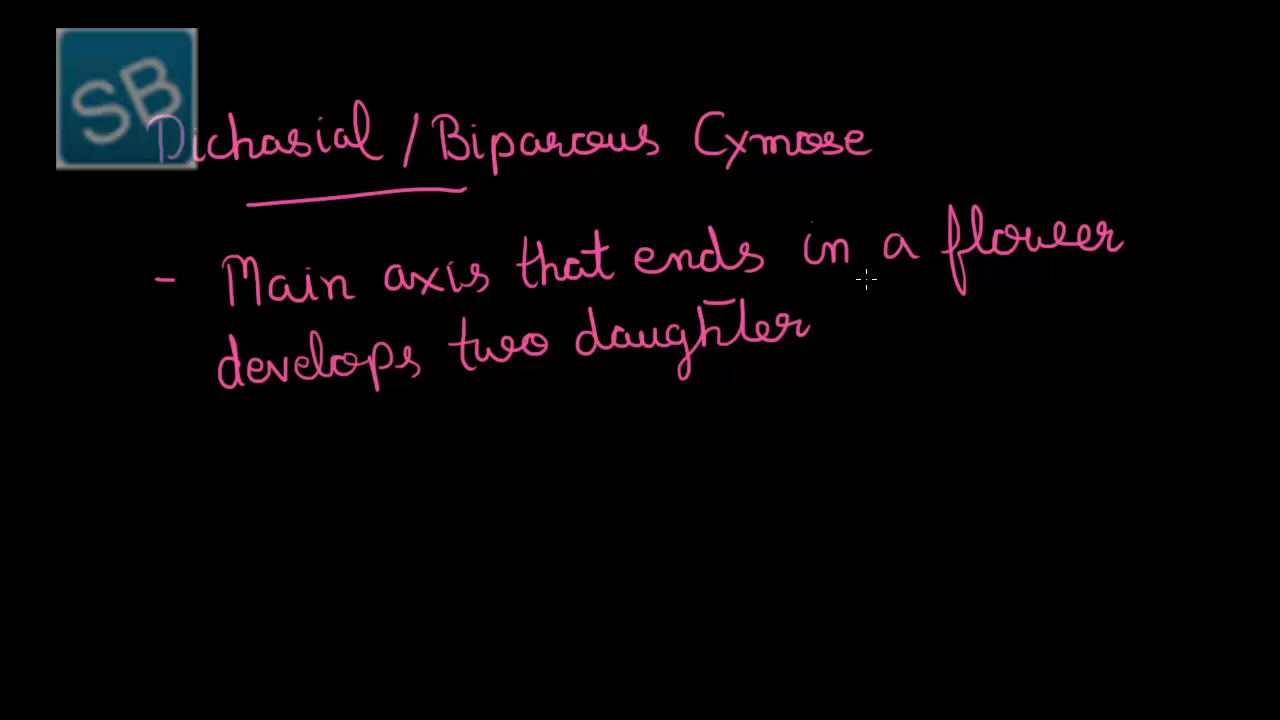 SB
Dichasial / Biparous Cymose
- Main axis that ends in a flower
develops two daughter